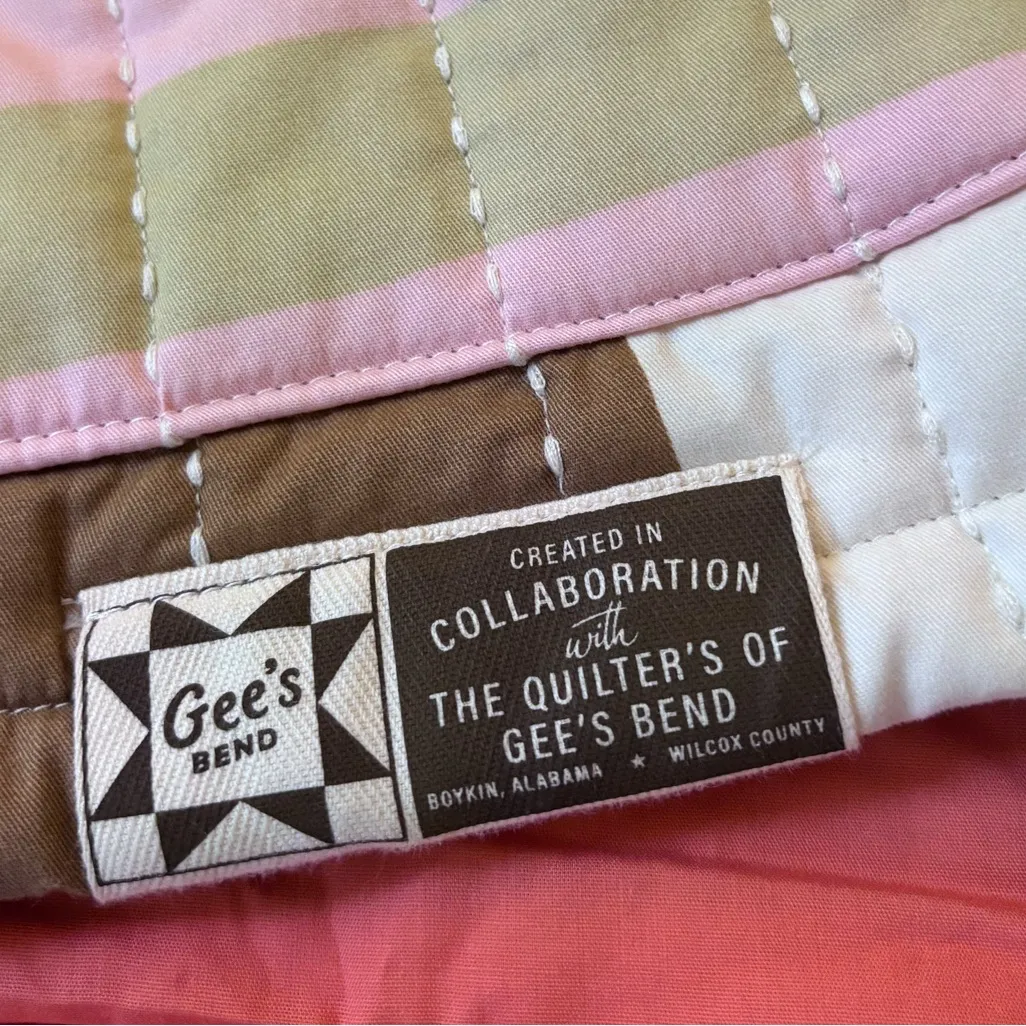 Gee's
BEND
CREATED IN
COLLABORATION
with
THE QUILTER'S OF
GEE'S BEND
BOYKIN, ALABAMA ★ WILCOX COUNTY